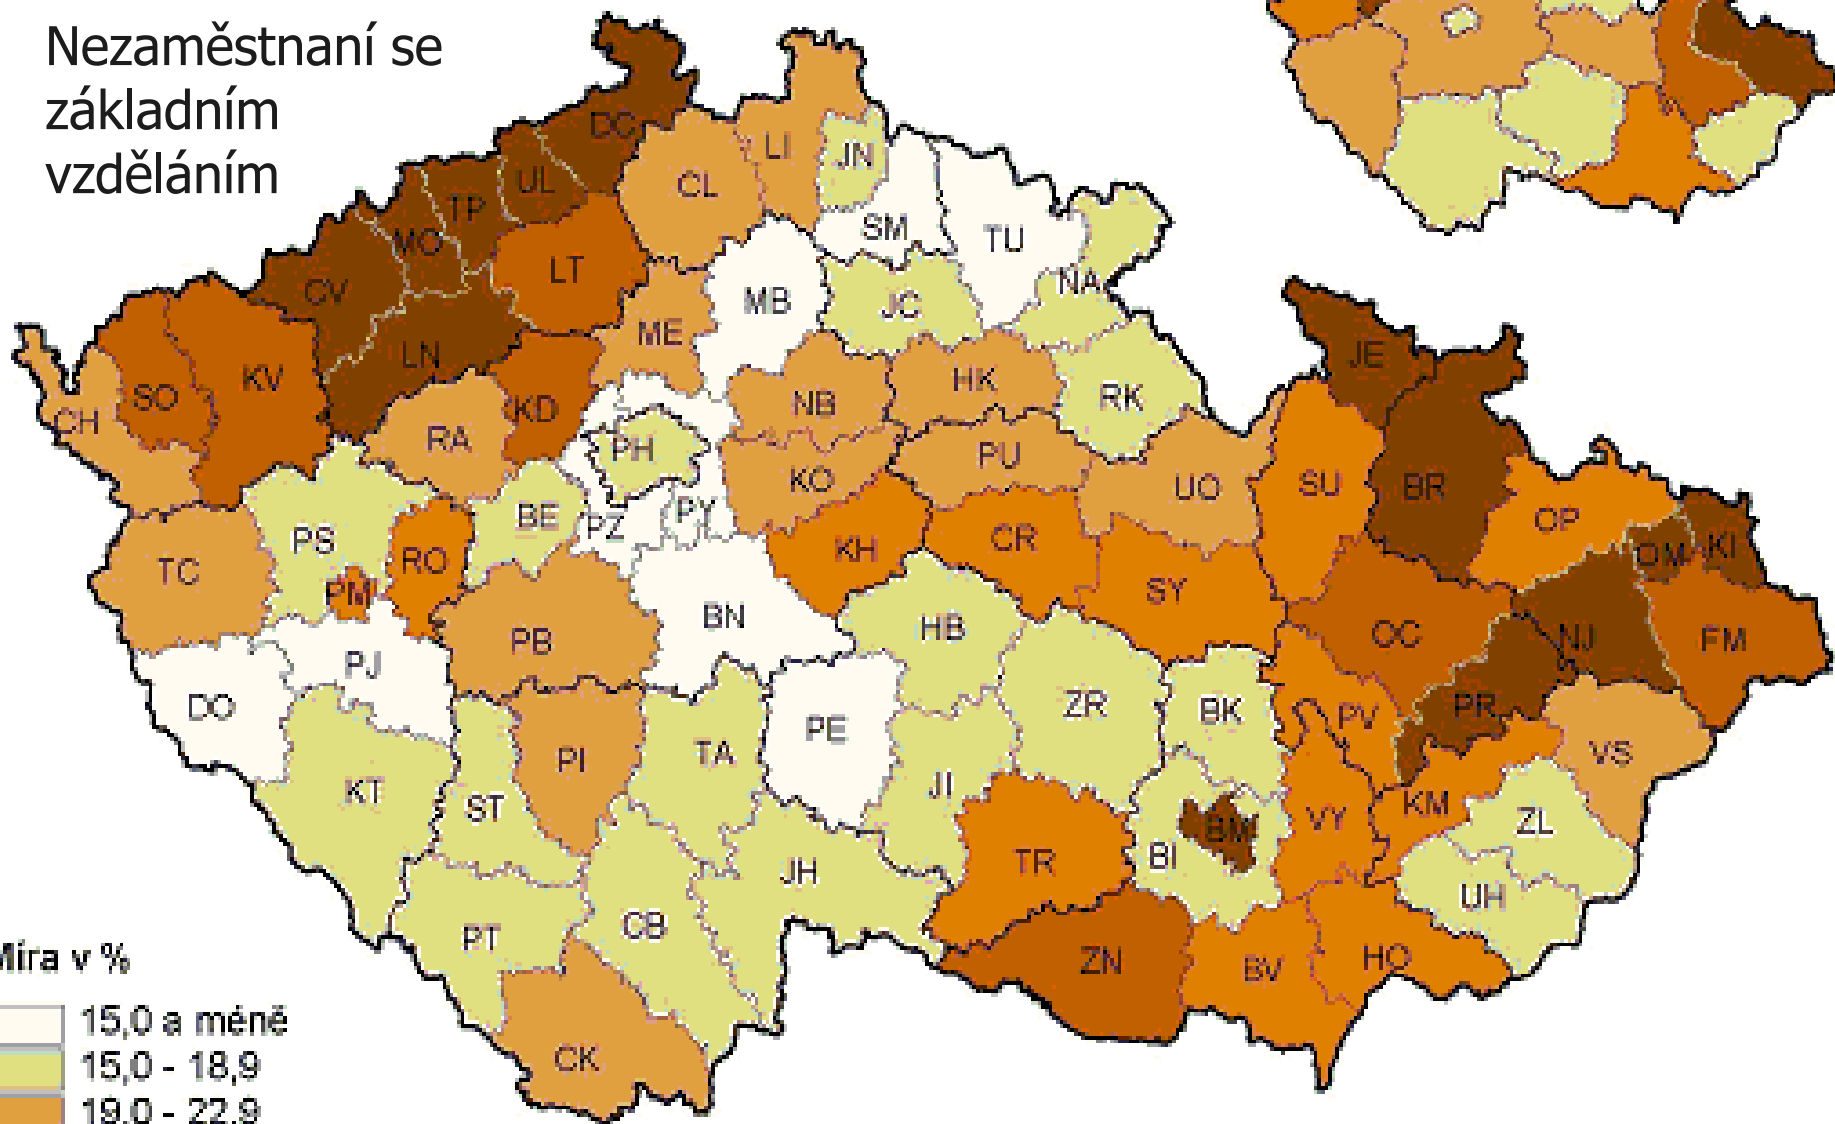 Nezaměstnaní se
základním
vzděláním
DC
UL
TP
MO
CV
LN
LT
CL
LI
JN
SM
TU
NA
MB
JC
ME
KV
SO
CH
RA
KD
NB
HK
RK
PH
KO
PU
UO
SU
JE
BR
OP
OM
KI
PS
RO
BE
PZ
PY
KH
CR
SY
TC
PM
PB
BN
HB
OC
NJ
FM
DO
PJ
PI
TA
PE
ZR
BK
PV
PR
VS
KT
ST
JI
TR
BI
BM
VY
KM
ZL
UH
PT
CB
JH
ZN
BV
HO
CK
Míra v %
15,0 a méně
15,0 - 18,9
19,0 - 22,9